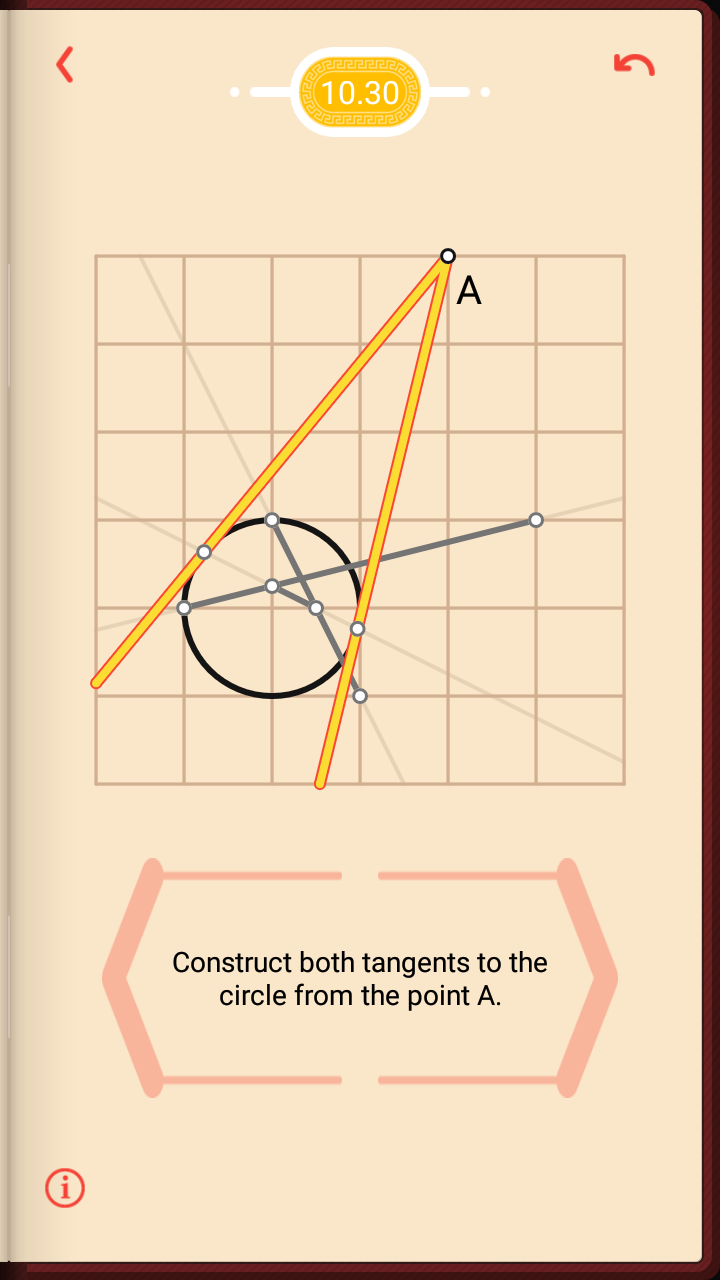 10.30
A
Construct both tangents to the
circle from the point A.
i